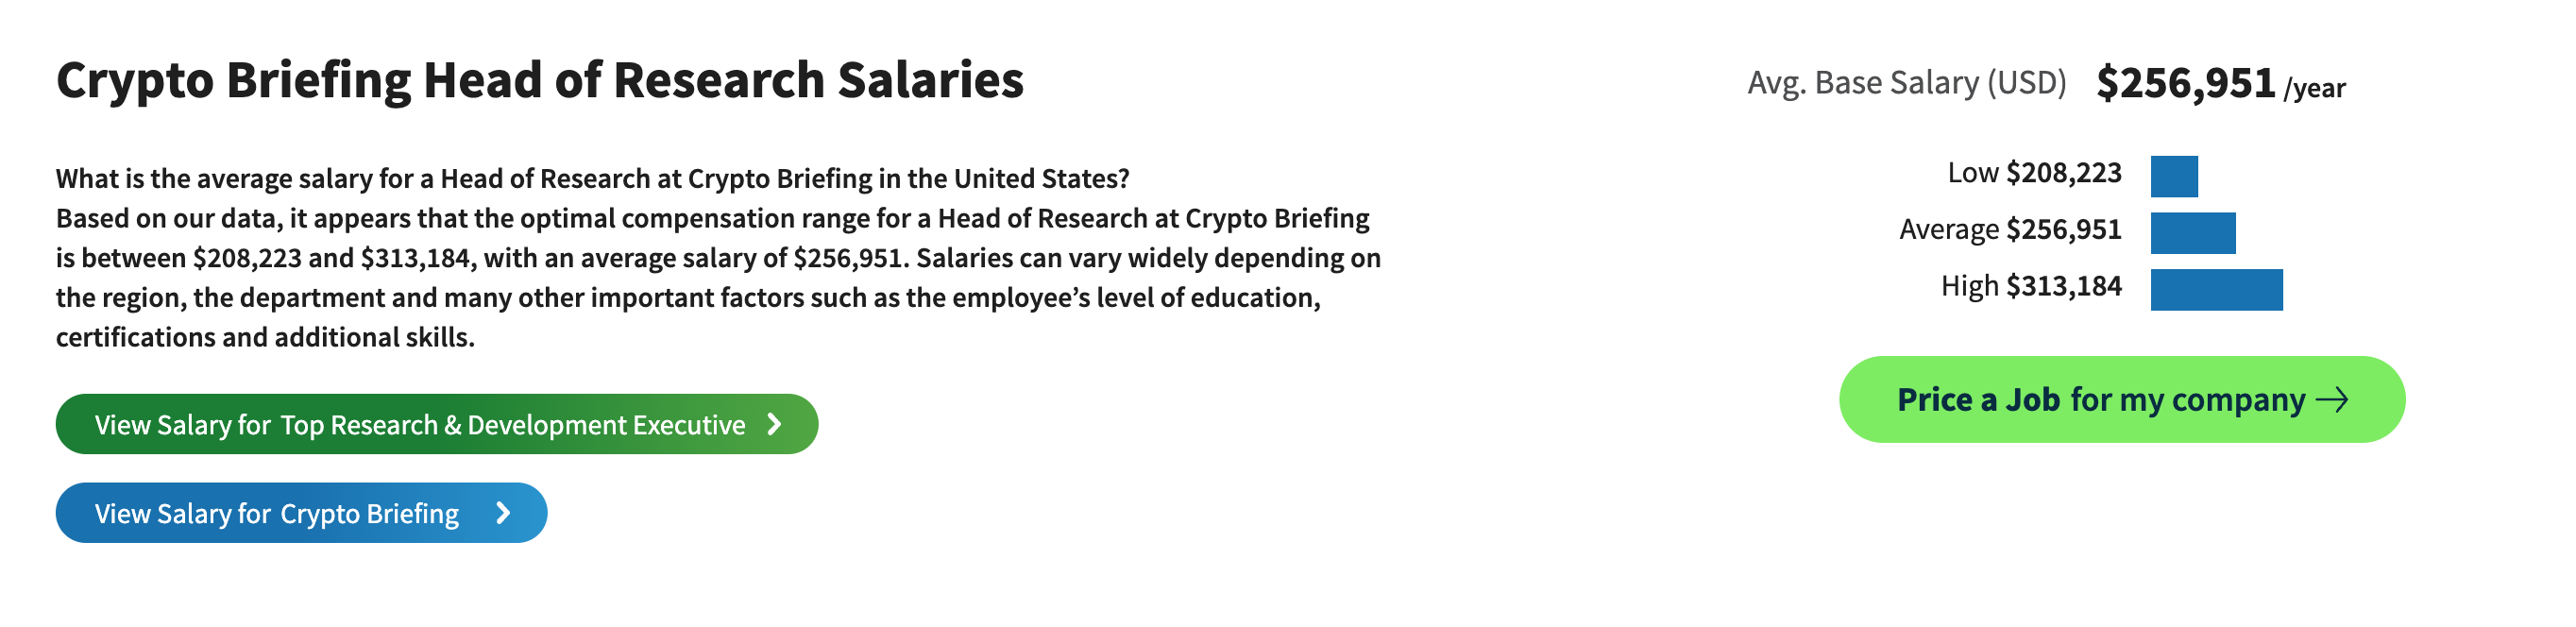 Crypto Briefing Head of Research Salaries
What is the average salary for a Head of Research at Crypto Briefing in the United States?
Based on our data, it appears that the optimal compensation range for a Head of Research at Crypto Briefing
is between $208,223 and $313,184, with an average salary of $256,951. Salaries can vary widely depending on
the region, the department and many other important factors such as the employee’s level of education,
certifications and additional skills.
View Salary for Top Research & Development Executive
View Salary for Crypto Briefing
Avg. Base Salary (USD) $256,951 /year
Low $208,223
Average $256,951
High $313,184
Price a Job for my company